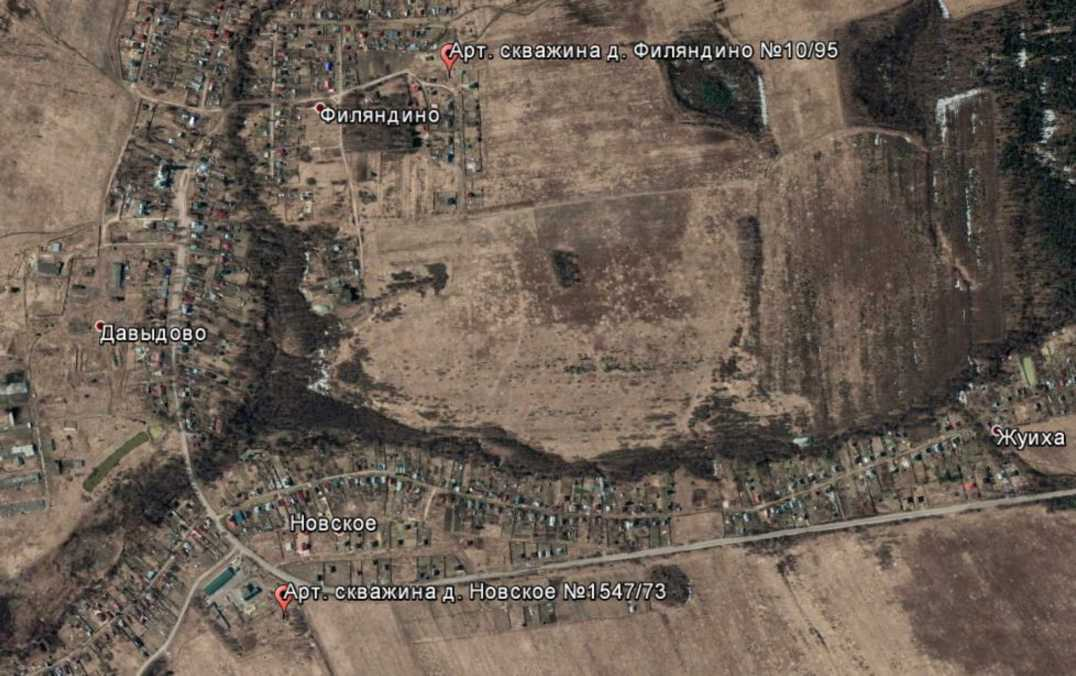 Арт. скважина д. Филяндино №10/95
Филяндино
Давыдово
Жуиха
Новское
Арт. скважина д. Новское №1547/73